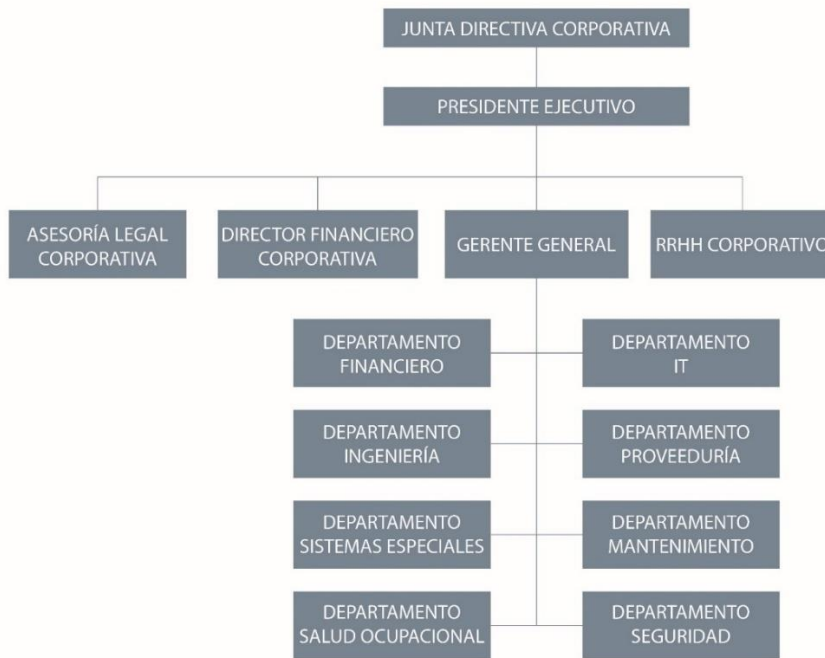 JUNTA DIRECTIVA CORPORATIVA
PRESIDENTE EJECUTIVO
ASESORÍA LEGAL
CORPORATIVA
DIRECTOR FINANCIERO
CORPORATIVA
GERENTE GENERAL
RRHH CORPORATIVO
DEPARTAMENTO
FINANCIERO
DEPARTAMENTO
IT
DEPARTAMENTO
INGENIERÍA
DEPARTAMENTO
PROVEEDURÍA
DEPARTAMENTO
SISTEMAS ESPECIALES
DEPARTAMENTO
MANTENIMIENTO
DEPARTAMENTO
SALUD OCUPACIONAL
DEPARTAMENTO
SEGURIDAD